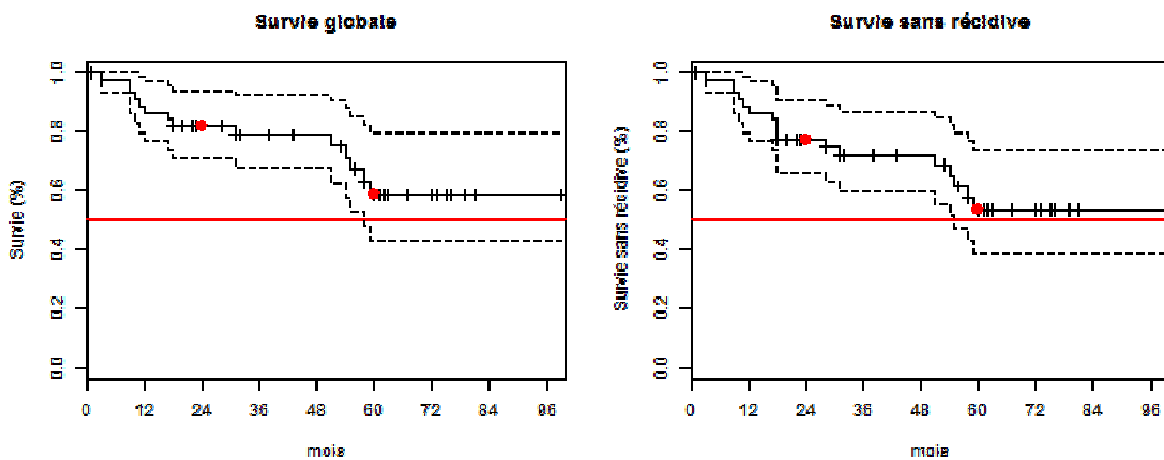 Survie globale
Survie (%)
1.0
0.8
0.6
0.4
0.2
0.0
0 12 24 36 48 60 72 84 96
mois
Survie sans récidive
Survie sans récidive (%)
1.0
0.8
0.6
0.4
0.2
0.0
0 12 24 36 48 60 72 84 96
mois